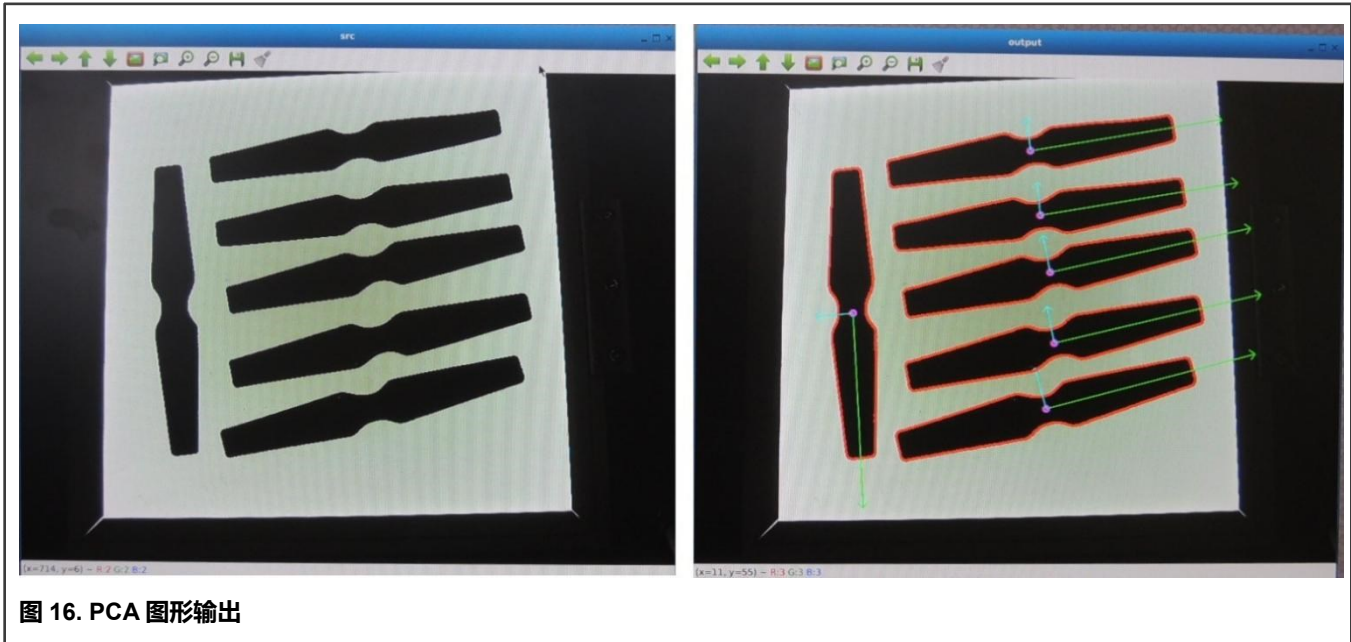 src
output
(x=714, y=6) ~ R:2 G:2 B:2
(x=11, y=55) ~ R:3 G:3 B:3
图 16. PCA 图形输出